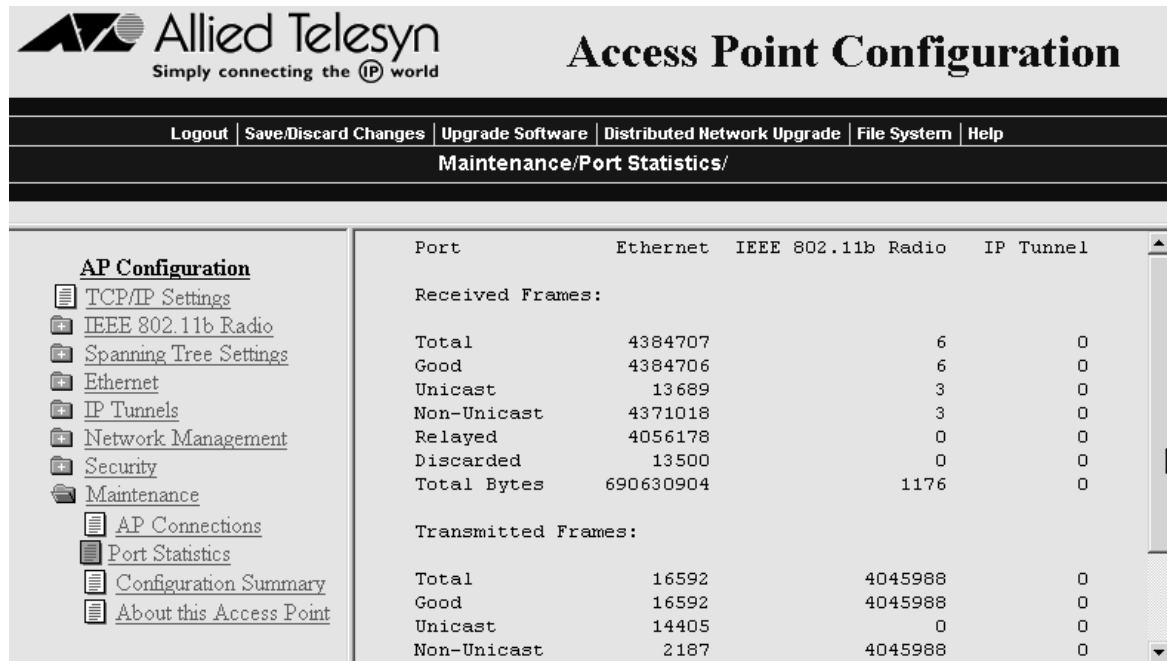 Allied Telesyn
Simply connecting the IP world
Access Point Configuration
Logout | Save/Discard Changes | Upgrade Software | Distributed Network Upgrade | File System | Help
Maintenance/Port Statistics/
AP Configuration
TCP/IP Settings
IEEE 802.11b Radio
Spanning Tree Settings
Ethernet
IP Tunnels
Network Management
Security
Maintenance
AP Connections
Port Statistics
Configuration Summary
About this Access Point
Port Ethernet IEEE 802.11b Radio IP Tunnel
Received Frames:
Total 4384707 6 0
Good 4384706 6 0
Unicast 13689 3 0
Non-Unicast 4371018 3 0
Relayed 4056178 0 0
Discarded 13500 0 0
Total Bytes 690630904 1176 0
Transmitted Frames:
Total 16592 4045988 0
Good 16592 4045988 0
Unicast 14405 0 0
Non-Unicast 2187 4045988 0